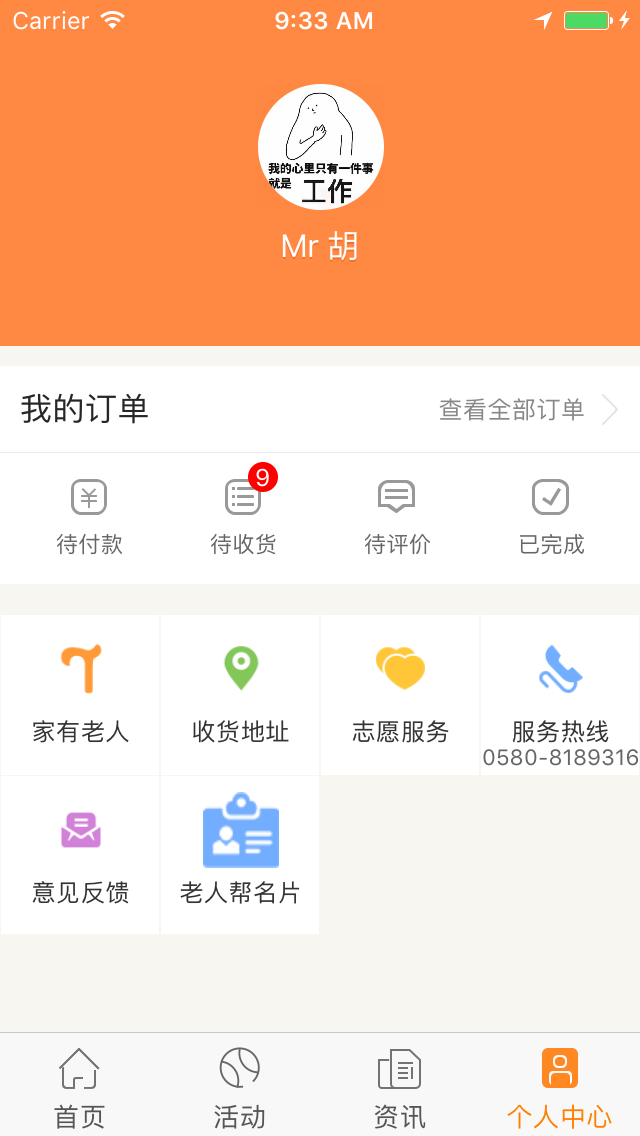 Carrier
9:33 AM
我的心里只有一件事
就是 工作
Mr 胡
我的订单
查看全部订单
9
待付款
待收货
待评价
已完成
家有老人
收货地址
志愿服务
服务热线
0580-8189316
意见反馈
老人帮名片
首页
活动
资讯
个人中心